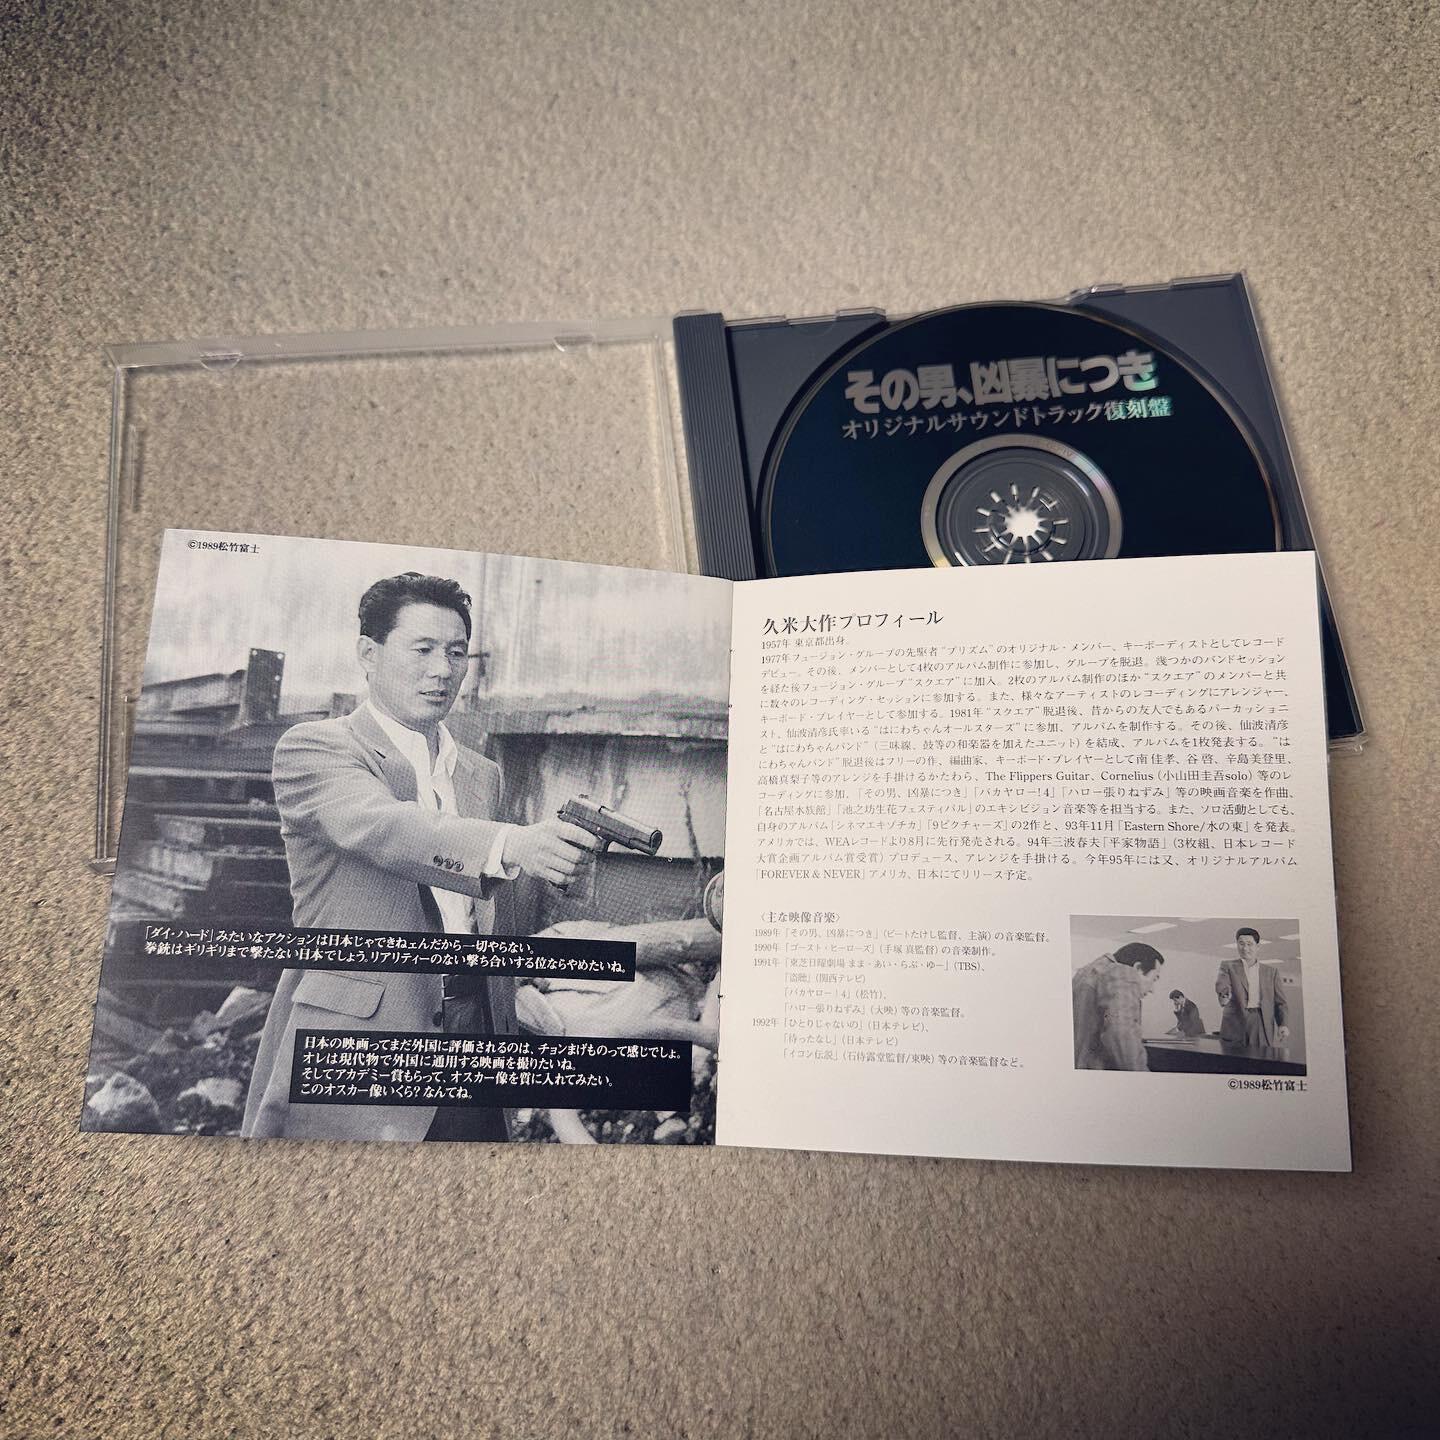 その男、凶暴につき
オリジナルサウンドトラック復刻盤
©1989松竹富士
「ダイ・ハード」みたいなアクションは日本じゃできねェんだから一切やらない。
拳銃はギリギリまで撃たない日本でしょう。リアリティーのない撃ち合いする位ならやめたいね。
日本の映画ってまだ外国に評価されるのは、チョンまげものって感じでしょ。
オレは現代物で外国に通用する映画を撮りたいね。
そしてアカデミー賞もらって、オスカー像を質に入れてみたい。
このオスカー像いくら?なんてね。
久米大作プロフィール
1957年 東京都出身。
1977年フュージョン・グループの先駆者“プリズム”のオリジナル・メンバー、キーボーディストとしてレコード
デビュー。その後、メンバーとして4枚のアルバム制作に参加し、グループを脱退。幾つかのバンドセッション
を経た後フュージョン・グループ“スクエア”に加入。2枚のアルバム制作のほか“スクエア”のメンバーと共
に数々のレコーディング・セッションに参加する。また、様々なアーティストのレコーディングにアレンジャー、
キーボード・プレイヤーとして参加する。1981年“スクエア”脱退後、昔からの友人でもあるパーカッショニ
スト、仙波清彦氏率いる“はにわちゃんオールスターズ”に参加、アルバムを制作する。その後、仙波清彦
と“はにわちゃんバンド”（三味線、鼓等の和楽器を加えたユニット）を結成、アルバムを1枚発表する。“は
にわちゃんバンド”脱退後はフリーの作、編曲家、キーボード・プレイヤーとして南 佳孝、谷 啓、辛島美登里、
高橋真梨子等のアレンジを手掛けるかたわら、The Flippers Guitar、Cornelius（小山田圭吾solo）等のレ
コーディングに参加。「その男、凶暴につき」「バカヤロー!4」「ハロー張りねずみ」等の映画音楽を作曲、
「名古屋水族館」「池之坊生花フェスティバル」のエキシビジョン音楽等を担当する。また、ソロ活動としても、
自身のアルバム「シネマエキゾチカ」「9ピクチャーズ」の2作と、93年11月「Eastern Shore/水の東」を発表。
アメリカでは、WEAレコードより8月に先行発売される。94年三波春夫「平家物語」（3枚組、日本レコード
大賞企画アルバム賞受賞）プロデュース、アレンジを手掛ける。今年95年には又、オリジナルアルバム
「FOREVER & NEVER」アメリカ、日本にてリリース予定。
〈主な映像音楽〉
1989年「その男、凶暴につき」（ビートたけし監督、主演）の音楽監督。
1990年「ゴースト・ヒーローズ」（手塚 真監督）の音楽制作。
1991年「東芝日曜劇場 まま・あい・らぶ・ゆー」（TBS）、
「盗聴」（関西テレビ）
「バカヤロー!4」（松竹）、
「ハロー張りねずみ」（大映）等の音楽監督。
1992年「ひとりじゃないの」（日本テレビ）、
「待ったなし」（日本テレビ）
「イコン伝説」（石侍露堂監督/東映）等の音楽監督など。
©1989松竹富士